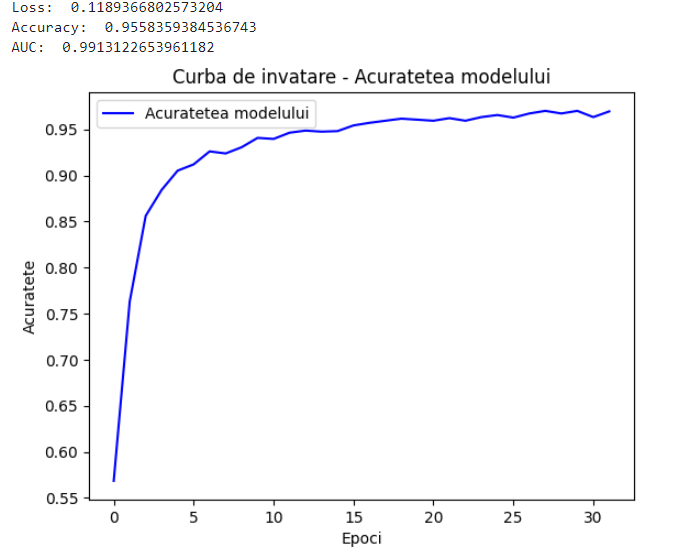 Loss:  0.1189366802573204
Accuracy:  0.9558359384536743
AUC:  0.9913122653961182
Curba de invatare - Acuratetea modelului
Acuratetea modelului
0.95
0.90
0.85
0.80
0.75
0.70
0.65
0.60
0.55
Acuratete
0 5 10 15 20 25 30
Epoci